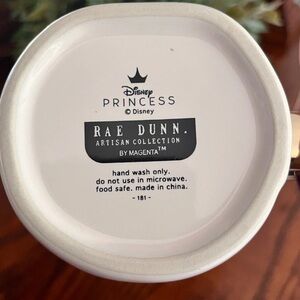 Disney
PRINCESS
© Disney
RAE DUNN.
ARTISAN COLLECTION
BY MAGENTA™
hand wash only.
do not use in microwave.
food safe. made in china.
- 181 -